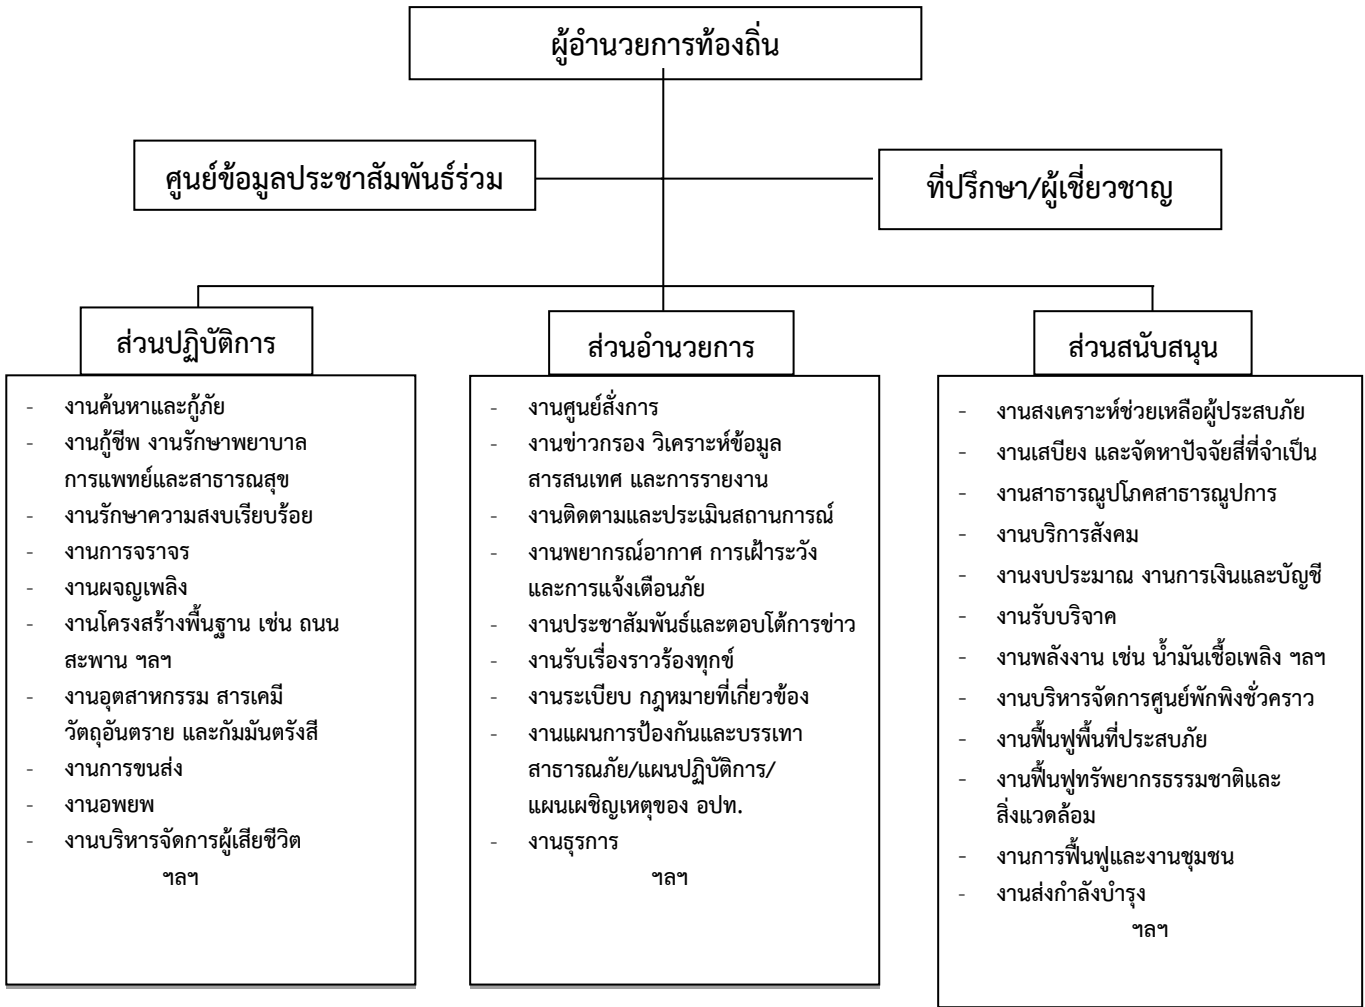 ผู้อำนวยการท้องถิ่น
ศูนย์ข้อมูลประชาสัมพันธ์ร่วม
ที่ปรึกษา/ผู้เชี่ยวชาญ
ส่วนปฏิบัติการ
- งานค้นหาและกู้ภัย
- งานกู้ชีพ งานรักษาพยาบาล
การแพทย์และสาธารณสุข
- งานรักษาความสงบเรียบร้อย
- งานการจราจร
- งานผจญเพลิง
- งานโครงสร้างพื้นฐาน เช่น ถนน
สะพาน ฯลฯ
- งานอุตสาหกรรม สารเคมี
วัตถุอันตราย และกัมมันตรังสี
- งานการขนส่ง
- งานอพยพ
- งานบริหารจัดการผู้เสียชีวิต
ฯลฯ
ส่วนอำนวยการ
- งานศูนย์สั่งการ
- งานข่าวกรอง วิเคราะห์ข้อมูล
สารสนเทศ และการรายงาน
- งานติดตามและประเมินสถานการณ์
- งานพยากรณ์อากาศ การเฝ้าระวัง
และการแจ้งเตือนภัย
- งานประชาสัมพันธ์และตอบโต้การข่าว
- งานรับเรื่องราวร้องทุกข์
- งานระเบียบ กฎหมายที่เกี่ยวข้อง
- งานแผนการป้องกันและบรรเทา
สาธารณภัย/แผนปฏิบัติการ/
แผนเผชิญเหตุของ อปท.
- งานธุรการ
ฯลฯ
ส่วนสนับสนุน
- งานสงเคราะห์ช่วยเหลือผู้ประสบภัย
- งานเสบียง และจัดหาปัจจัยสี่ที่จำเป็น
- งานสาธารณูปโภคสาธารณูปการ
- งานบริการสังคม
- งานงบประมาณ งานการเงินและบัญชี
- งานรับบริจาค
- งานพลังงาน เช่น น้ำมันเชื้อเพลิง ฯลฯ
- งานบริหารจัดการศูนย์พักพิงชั่วคราว
- งานฟื้นฟูพื้นที่ประสบภัย
- งานฟื้นฟูทรัพยากรธรรมชาติและ
สิ่งแวดล้อม
- งานการฟื้นฟูและงานชุมชน
- งานส่งกำลังบำรุง
ฯลฯ